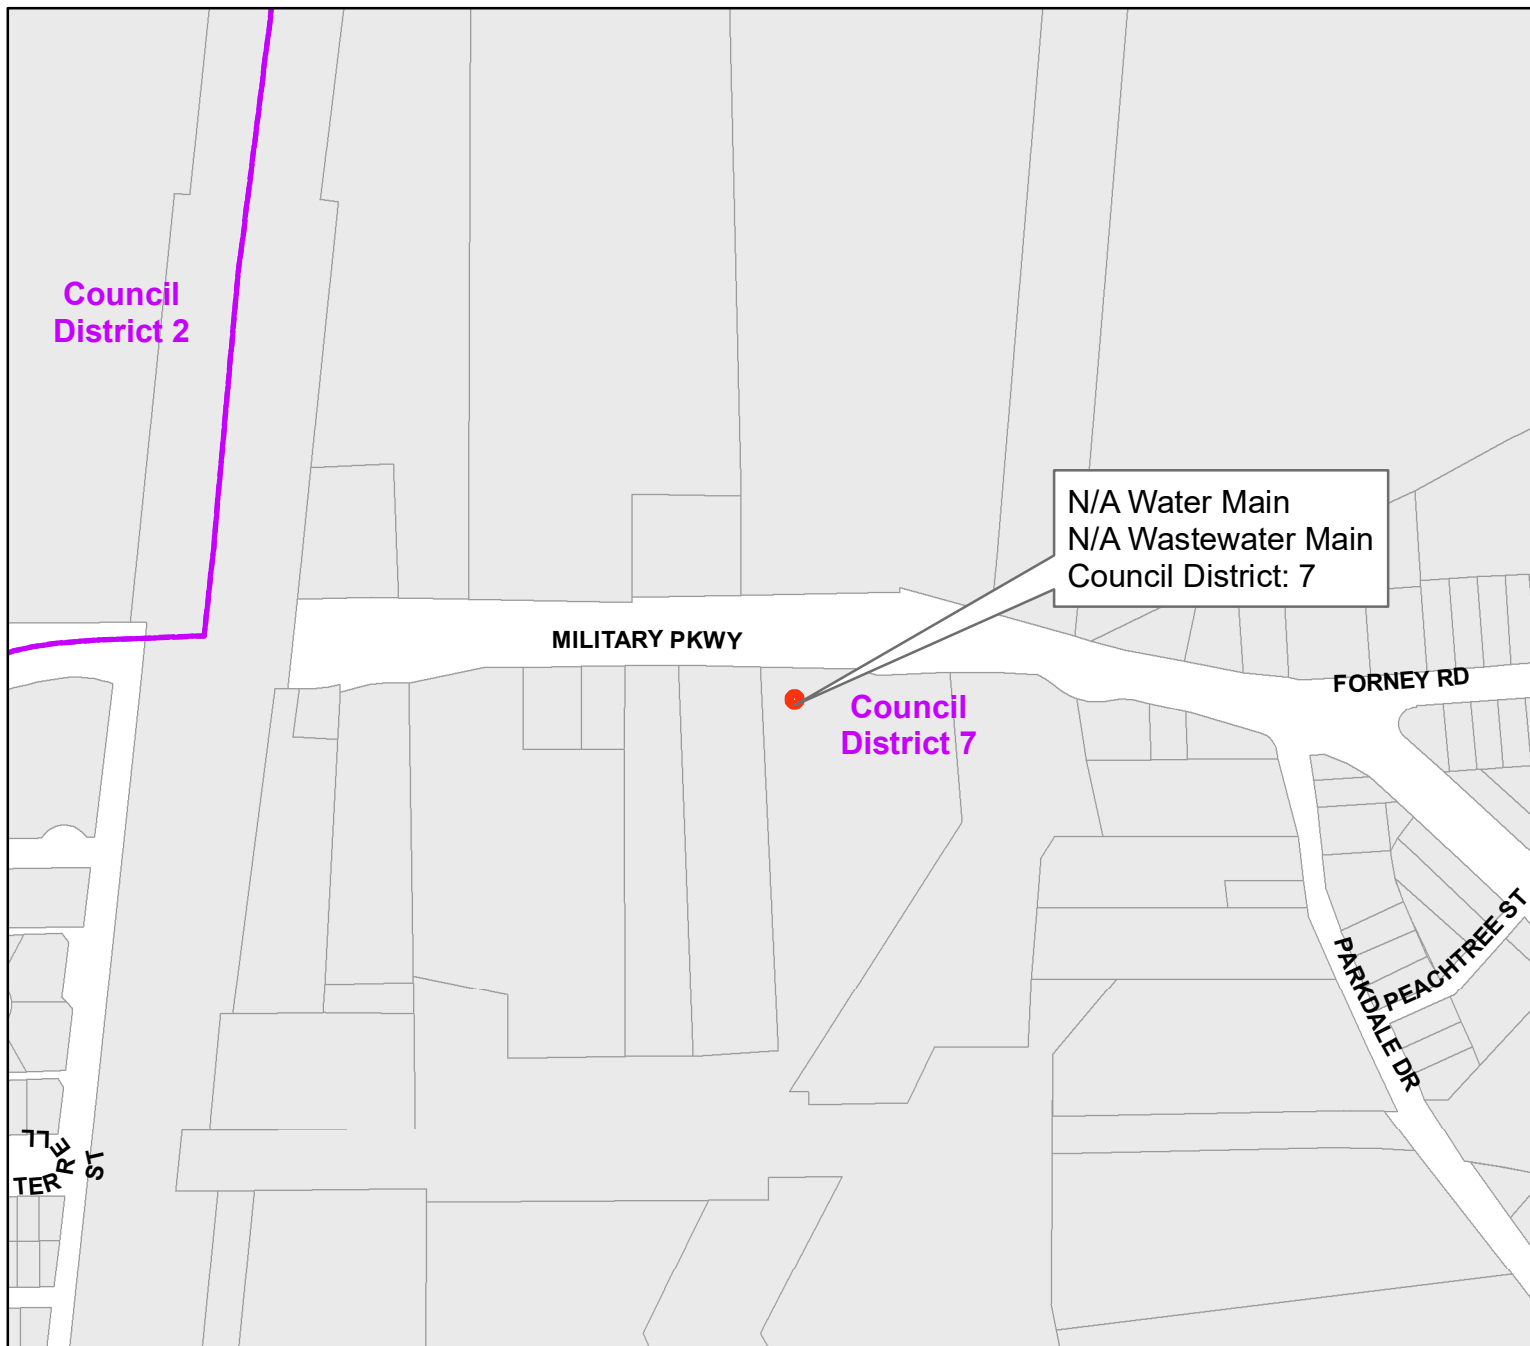 Council
District 2
N/A Water Main
N/A Wastewater Main
Council District: 7
MILITARY PKWY
FORNEY RD
Council
District 7
PEACHTREE ST
PARKDALE DR
TERRELL ST